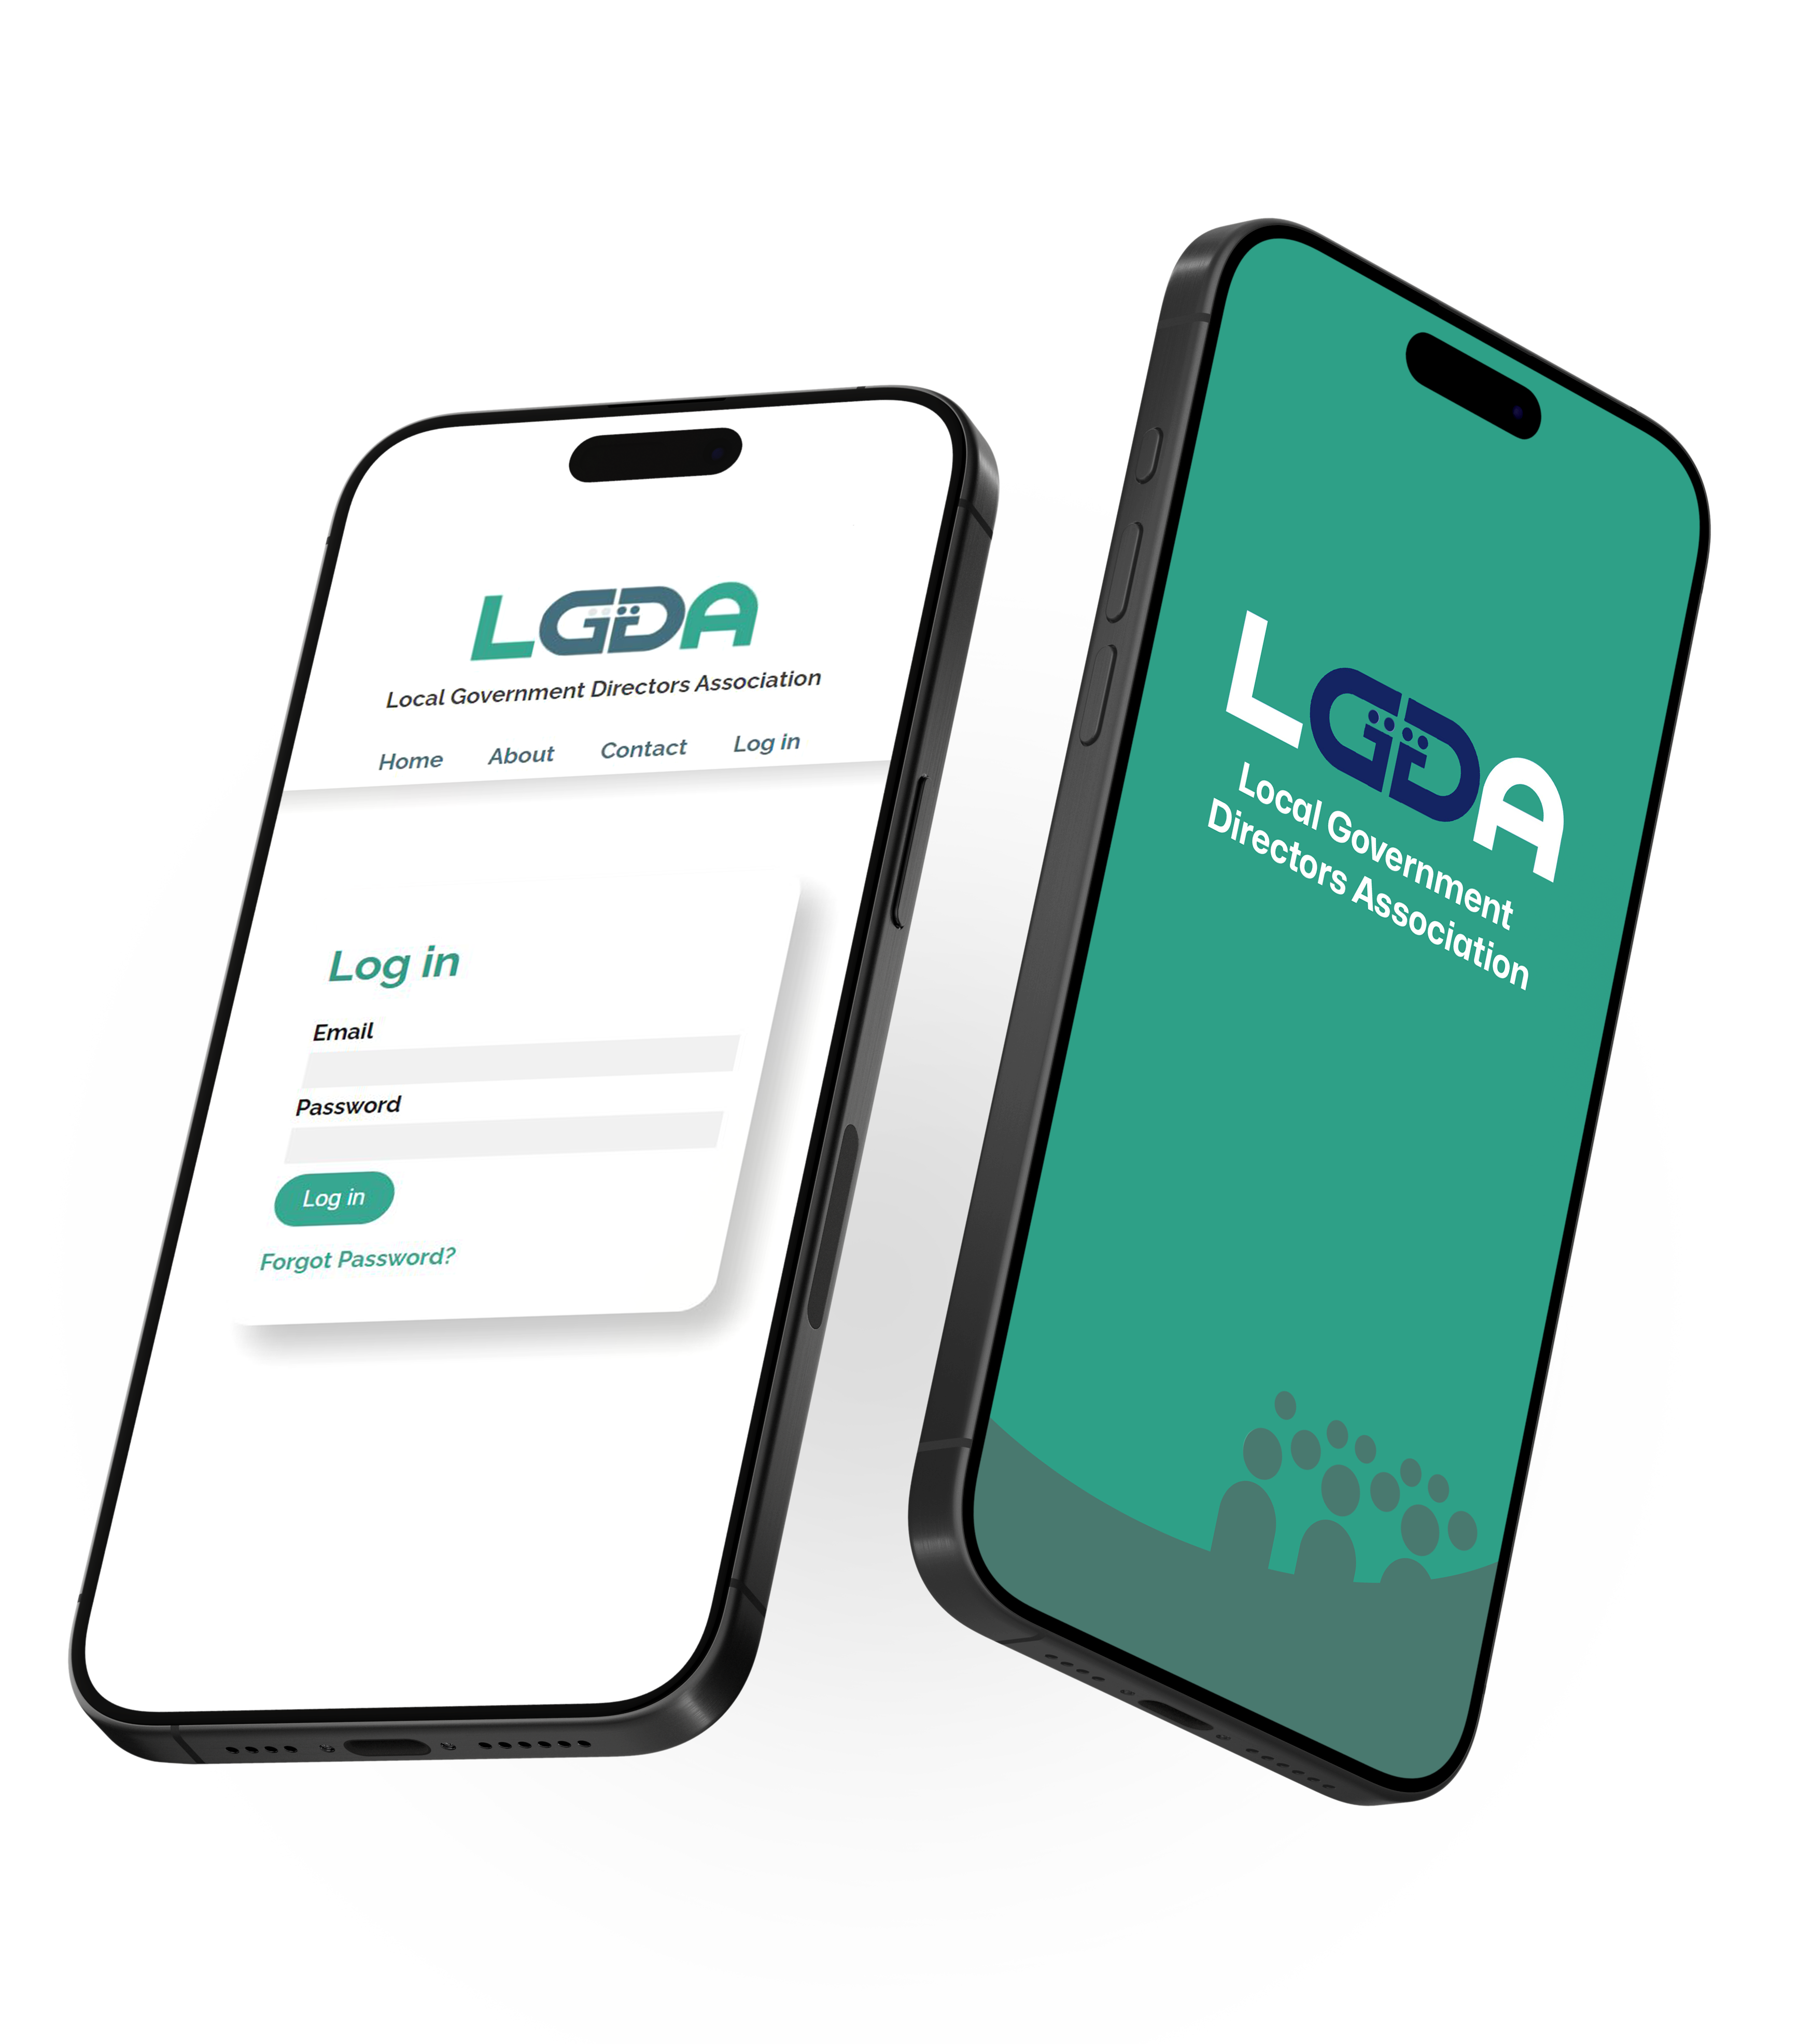 LGDA
Local Government Directors Association
Home About Contact Log in
Log in
Email
Password
Log in
Forgot Password?
LGDA
Local Government
Directors Association